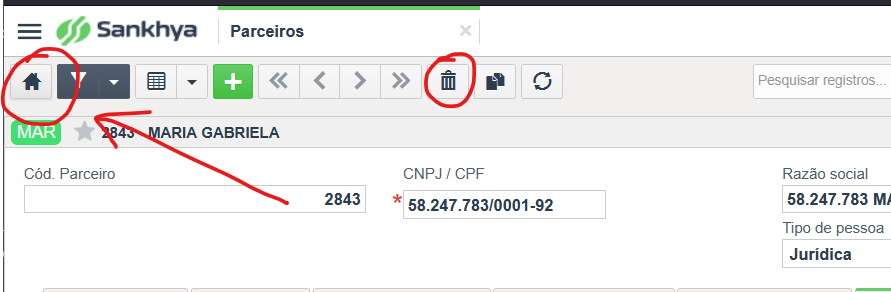 Sankhya Parceiros
Pesquisar registros...
MAR 2843 MARIA GABRIELA
Cód. Parceiro CNPJ / CPF Razão social
2843 * 58.247.783/0001-92 58.247.783
Tipo de pessoa
Jurídica